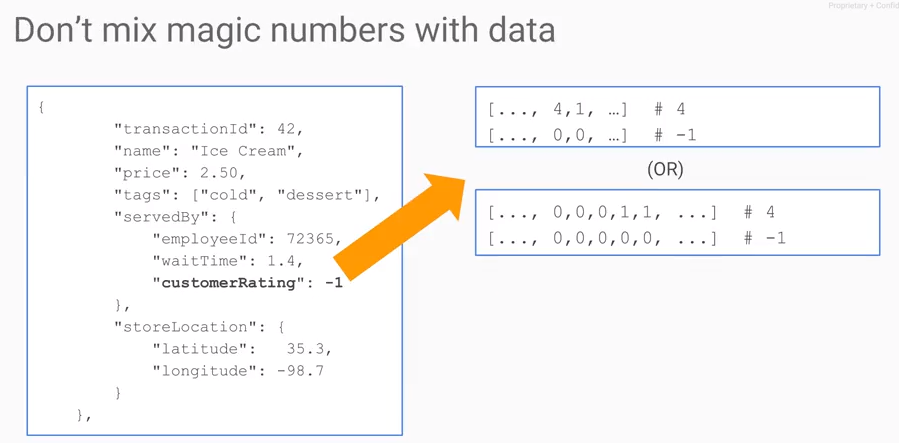 Proprietary + Confid
Don’t mix magic numbers with data
{
"transactionId": 42,
"name": "Ice Cream",
"price": 2.50,
"tags": ["cold", "dessert"],
"servedBy": {
"employeeId": 72365,
"waitTime": 1.4,
"customerRating": -1
},
"storeLocation": {
"latitude":   35.3,
"longitude": -98.7
}
},
[..., 4,1, …]  # 4
[..., 0,0, …]  # -1
(OR)
[..., 0,0,0,1,1, ...]  # 4
[..., 0,0,0,0,0, ...]  # -1